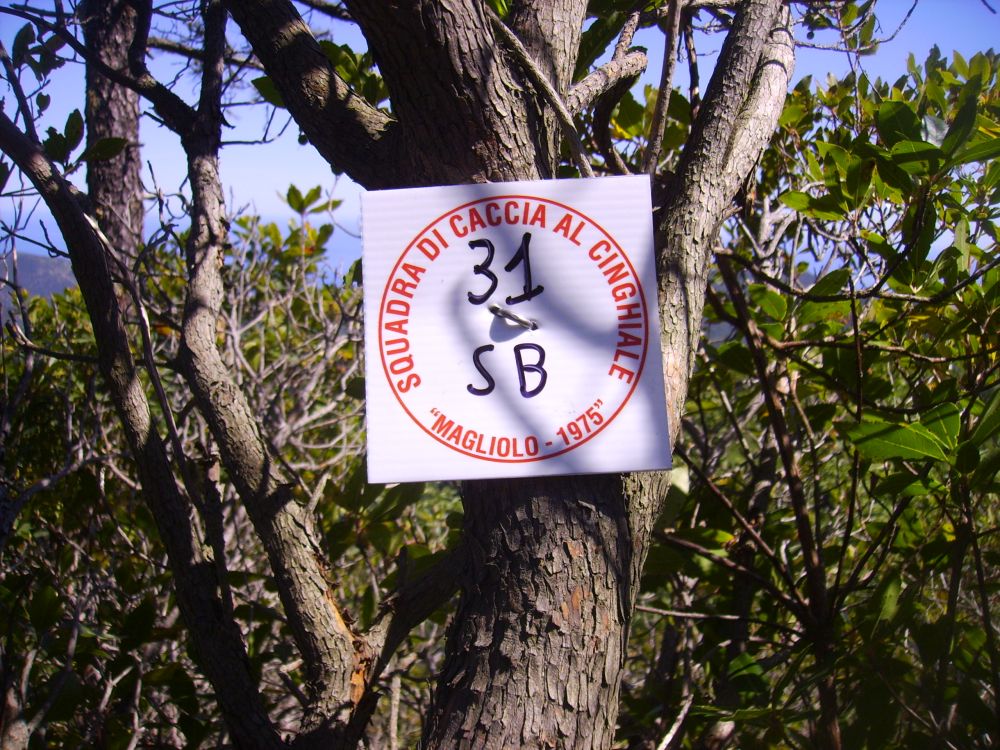 SQUADRA DI CACCIA AL CINGHIALE
31
SB
"MAGLIOLO - 1975"